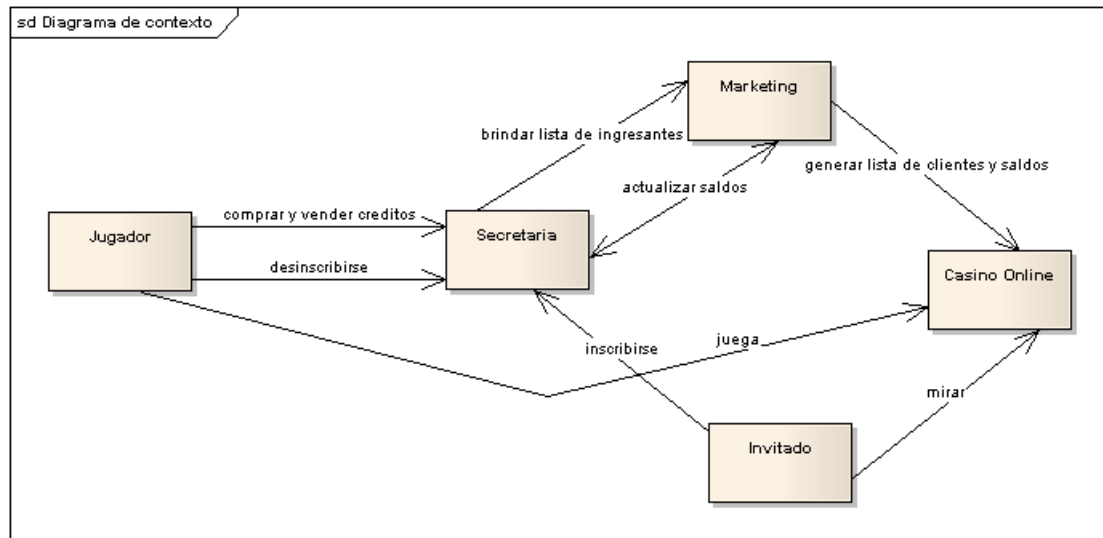 sd Diagrama de contexto
Marketing
brindar lista de ingresantes
generar lista de clientes y saldos
actualizar saldos
comprar y vender creditos
Jugador
Secretaria
desinscribirse
Casino Online
inscribirse
juega
mirar
Invitado